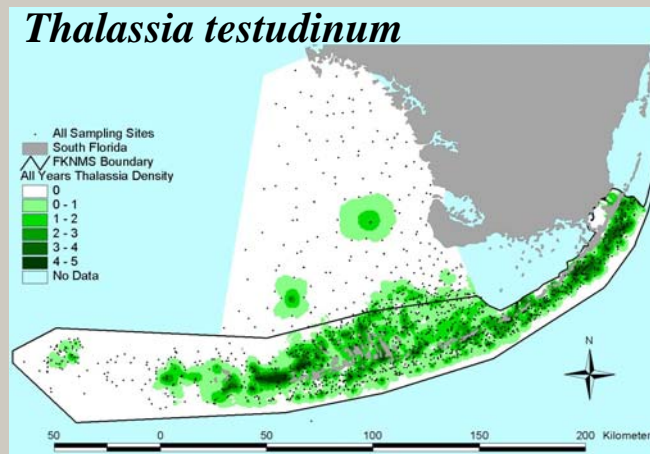 Thalassia testudinum
All Sampling Sites
South Florida
FKNMS Boundary
All Years Thalassia Density
0
0 - 1
1 - 2
2 - 3
3 - 4
4 - 5
No Data
N
50 0 50 100 150 200 Kilometer